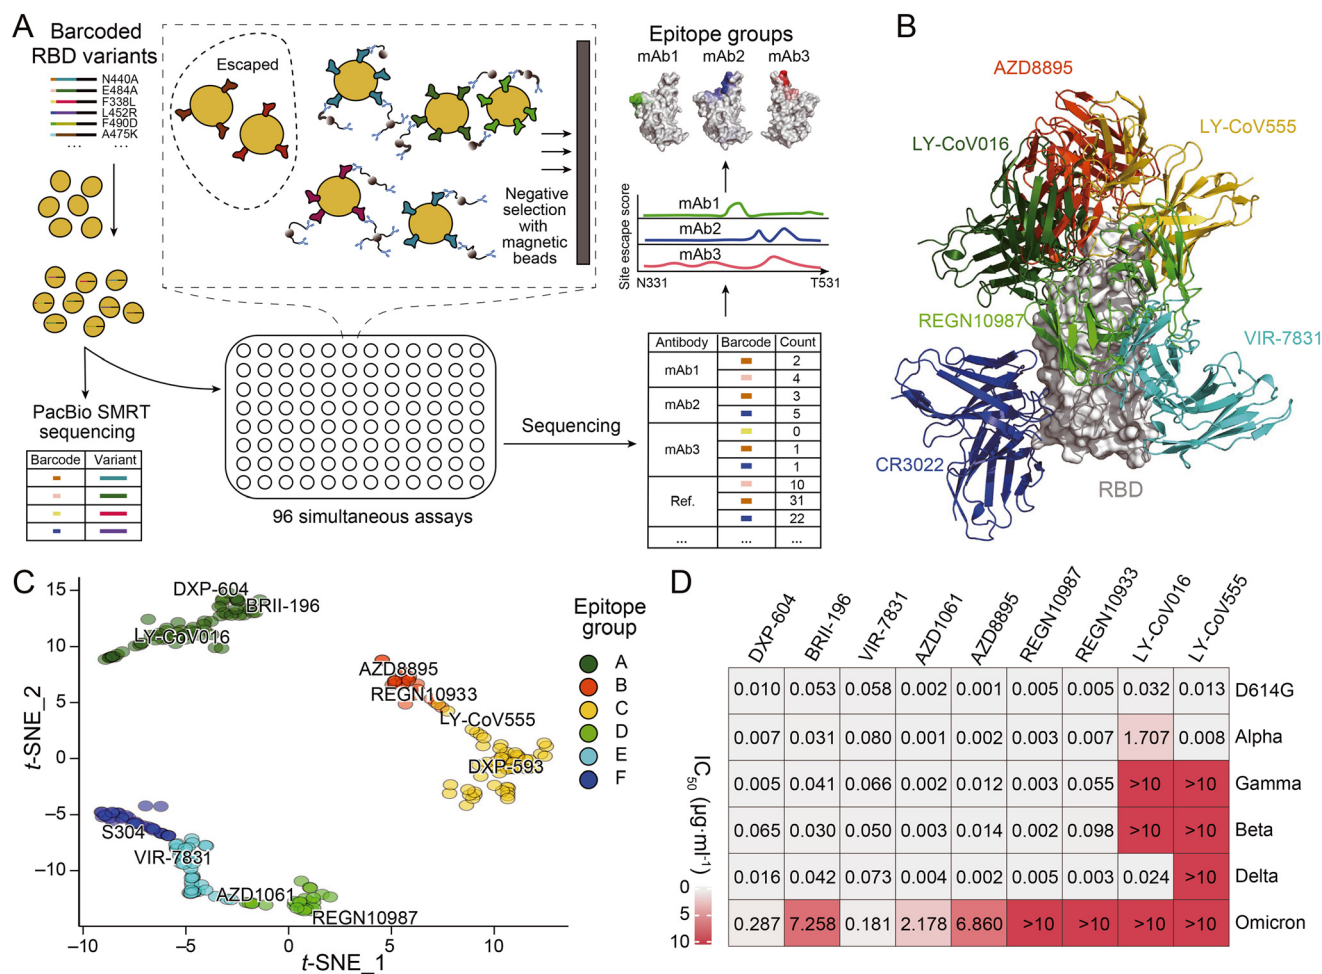 A
Barcoded
RBD variants
N440A
E484A
F338L
L452R
F490D
A475K
... ...
Escaped
Negative
selection
with
magnetic
beads
PacBio SMRT
sequencing
Barcode Variant
96 simultaneous assays
Sequencing
Epitope groups
mAb1 mAb2 mAb3
Site escape score
mAb1
mAb2
mAb3
N331 T531
Antibody Barcode Count
mAb1 2
4
mAb2 3
5
mAb3 0
1
1
Ref. 10
31
22
... ... ...
B
AZD8895
LY-CoV555
LY-CoV016
REGN10987
VIR-7831
CR3022
RBD
C
t-SNE_2
15
10
5
0
−5
−10
−10 −5 0 5 10
t-SNE_1
DXP-604
BRII-196
LY-CoV016
AZD8895
REGN10933
LY-CoV555
DXP-593
S304
VIR-7831
AZD1061
REGN10987
Epitope
group
A
B
C
D
E
F
D
DXP-604 BRII-196 VIR-7831 AZD1061 AZD8895 REGN10987 REGN10933 LY-CoV016 LY-CoV555
0.010 0.053 0.058 0.002 0.001 0.005 0.005 0.032 0.013 D614G
0.007 0.031 0.080 0.001 0.002 0.003 0.007 1.707 0.008 Alpha
0.005 0.041 0.066 0.002 0.012 0.003 0.055 >10 >10 Gamma
0.065 0.030 0.050 0.003 0.014 0.002 0.098 >10 >10 Beta
0.016 0.042 0.073 0.004 0.002 0.005 0.003 0.024 >10 Delta
0.287 7.258 0.181 2.178 6.860 >10 >10 >10 >10 Omicron
IC50 (μg·ml-1)
0
5
10